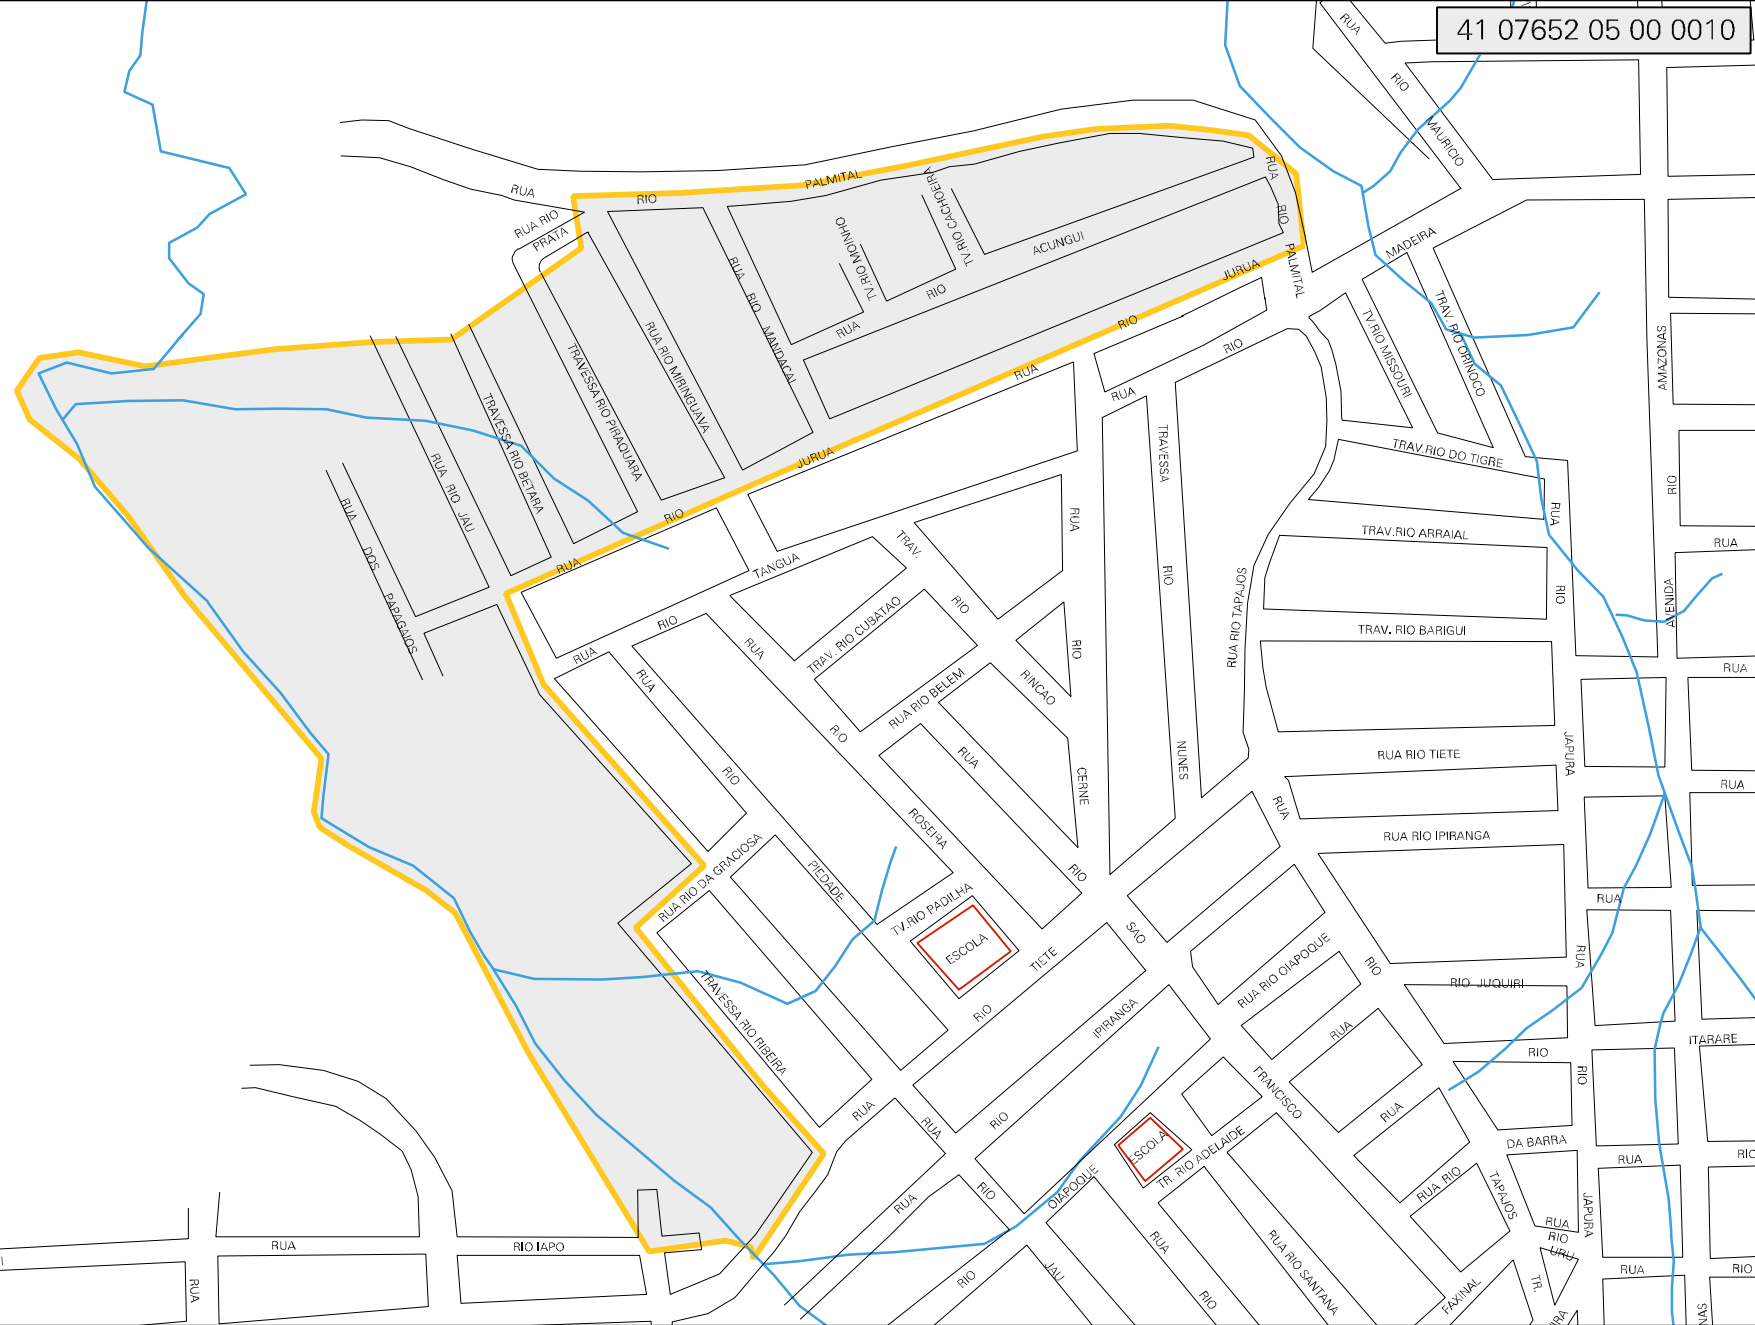 41 07652 05 00 0010
RUA
RIO
MAURICIO
RUA
RIO
PALMITAL
RUA
RIO
PALMITAL
RUA RIO
PRATA
TV.RIO MOINHO
TV.RIO CACHOEIRA
RUA
RIO
ACUNGUI
RUA
RIO
MANDACAI
RUA RIO MIRINGUAVA
TRAVESSA RIO PIRAQUARA
TRAVESSA RIO BETARA
RUA RIO JAU
RUA
DOS
PAPAGAIOS
RUA
RIO
JURUA
RUA
RIO
JURUA
MADEIRA
TV.RIO MISSOURI
TRAV. RIO ORINOCO
AMAZONAS
RIO
AVENIDA
RUA
RIO
TRAV.RIO DO TIGRE
TRAV.RIO ARRAIAL
TRAV. RIO BARIGUI
RUA RIO TIETE
RUA RIO IPIRANGA
RUA
RIO
JAPURA
RUA
RUA
RUA
RUA
RUA RIO TAPAJOS
TRAVESSA
RIO
NUNES
RUA
RIO
CERNE
TRAV.
RIO
RINCAO
RUA
RIO
TANGUA
TRAV. RIO CUBATAO
RUA RIO BELEM
RUA
RIO
ROSEIRA
RUA
RIO
PIEDADE
RUA
RIO
RUA RIO DA GRACIOSA
TV.RIO PADILHA
ESCOLA
TRAVESSA RIO RIBEIRA
RUA
RIO
TIETE
RUA
RIO
IPIRANGA
RUA
SAO
FRANCISCO
RUA
RIO
RUA RIO OIAPOQUE
RUA
RIO
RIO JUQUIRI
RUA
RIO
ITARARE
JAPURA
DA BARRA
RUA
RIO
RUA
RUA RIO
TAPAJOS
ESCOLA
TR. RIO ADELAIDE
RUA
RIO
OIAPOQUE
RUA
RIO
RUA RIO SANTANA
JAU
RIO
FAXINAL
RUA
RIO
URU
TR.
RUA
RIO
RUA
RIO IAPO
RUA